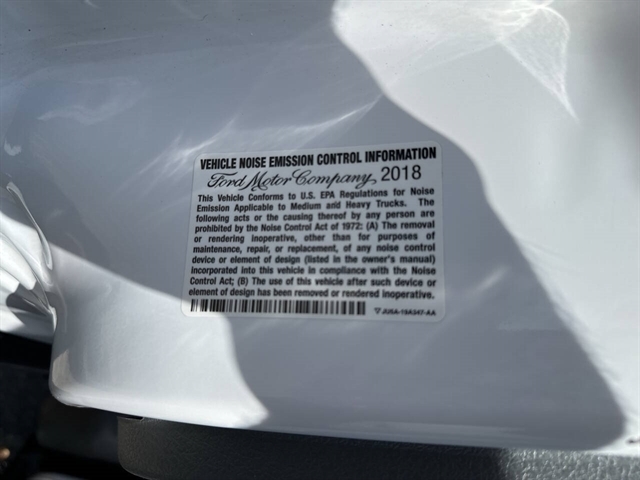 VEHICLE NOISE EMISSION CONTROL INFORMATION
Ford Motor Company, 2018
This Vehicle Conforms to U.S. EPA Regulations for Noise
Emission Applicable to Medium and Heavy Trucks. The
following acts or the causing thereof by any person are
prohibited by the Noise Control Act of 1972: (A) The removal
or rendering inoperative, other than for purposes of
maintenance, repair, or replacement, of any noise control
device or element of design (listed in the owner's manual)
incorporated into this vehicle in compliance with the Noise
Control Act; (B) The use of this vehicle after such device or
element of design has been removed or rendered inoperative.
JU5A-19A347-AA